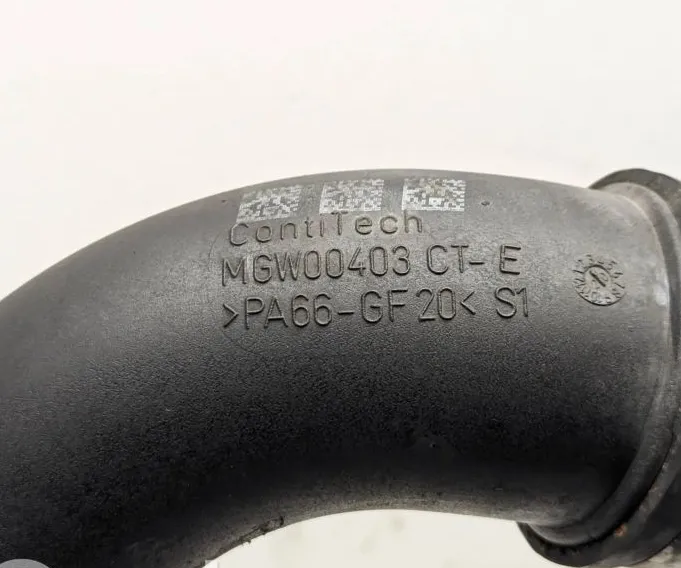 ContiTech
MGW00403 CT-E
>PA66-GF20< S1